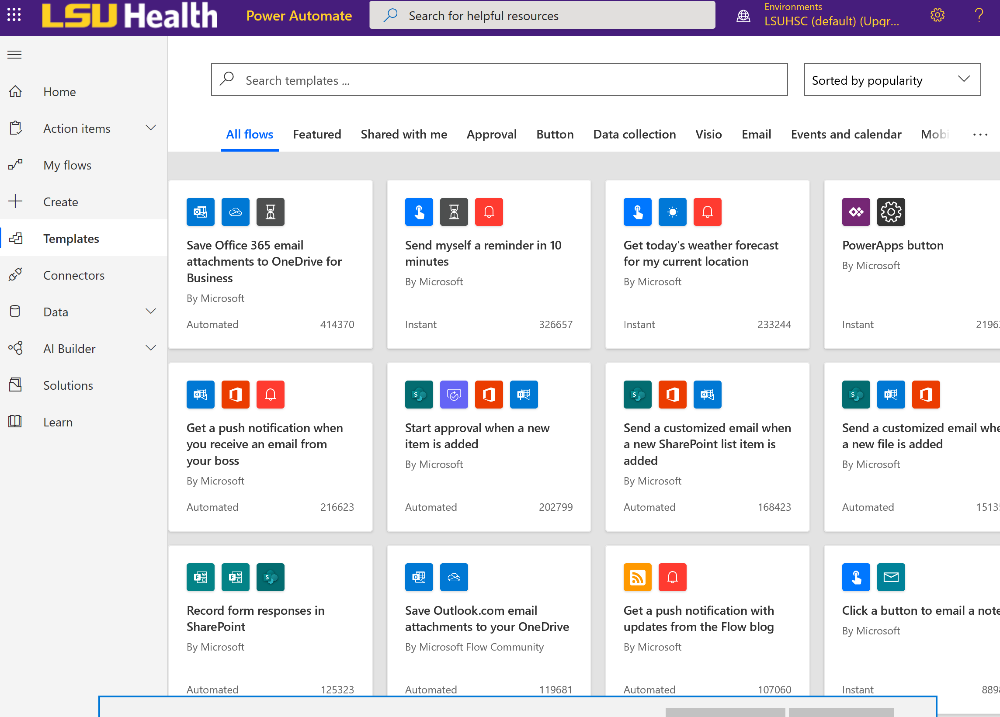 LSU Health
Power Automate
Search for helpful resources
Environments
LSUHSC (default) (Upgr...
?
Home
Action items
My flows
Create
Templates
Connectors
Data
AI Builder
Solutions
Learn
Search templates ...
Sorted by popularity
All flows Featured Shared with me Approval Button Data collection Visio Email Events and calendar Mobi ...
Save Office 365 email
attachments to OneDrive for
Business
By Microsoft
Automated 414370
Send myself a reminder in 10
minutes
By Microsoft
Instant 326657
Get today's weather forecast
for my current location
By Microsoft
Instant 233244
PowerApps button
By Microsoft
Instant
Get a push notification when
you receive an email from
your boss
By Microsoft
Automated 216623
Start approval when a new
item is added
By Microsoft
Automated 202799
Send a customized email when
a new SharePoint list item is
added
By Microsoft
Automated 168423
Send a customized email whe
a new file is added
By Microsoft
Automated
Record form responses in
SharePoint
By Microsoft
Automated 125323
Save Outlook.com email
attachments to your OneDrive
By Microsoft Flow Community
Automated 119681
Get a push notification with
updates from the Flow blog
By Microsoft
Automated 107060
Click a button to email a note
By Microsoft
Instant